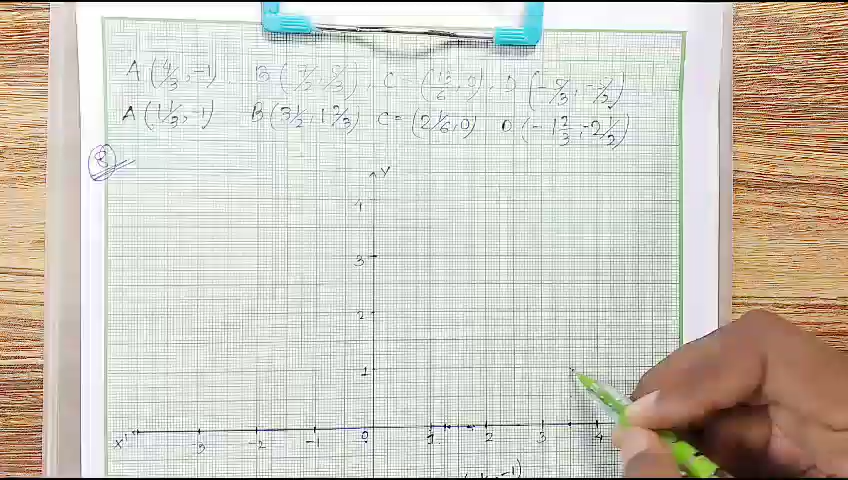 A (4/3, -1) B (7/2, 5/3), C = (13/6, 0), D (-5/3, -5/2)
A (1 1/3, -1) B (3 1/2, 1 2/3) C = (2 1/6, 0) D (-1 2/3, -2 1/2)
8
Y
4
3
2
1
X' -3 -2 -1 0 1 2 3 4
-1)